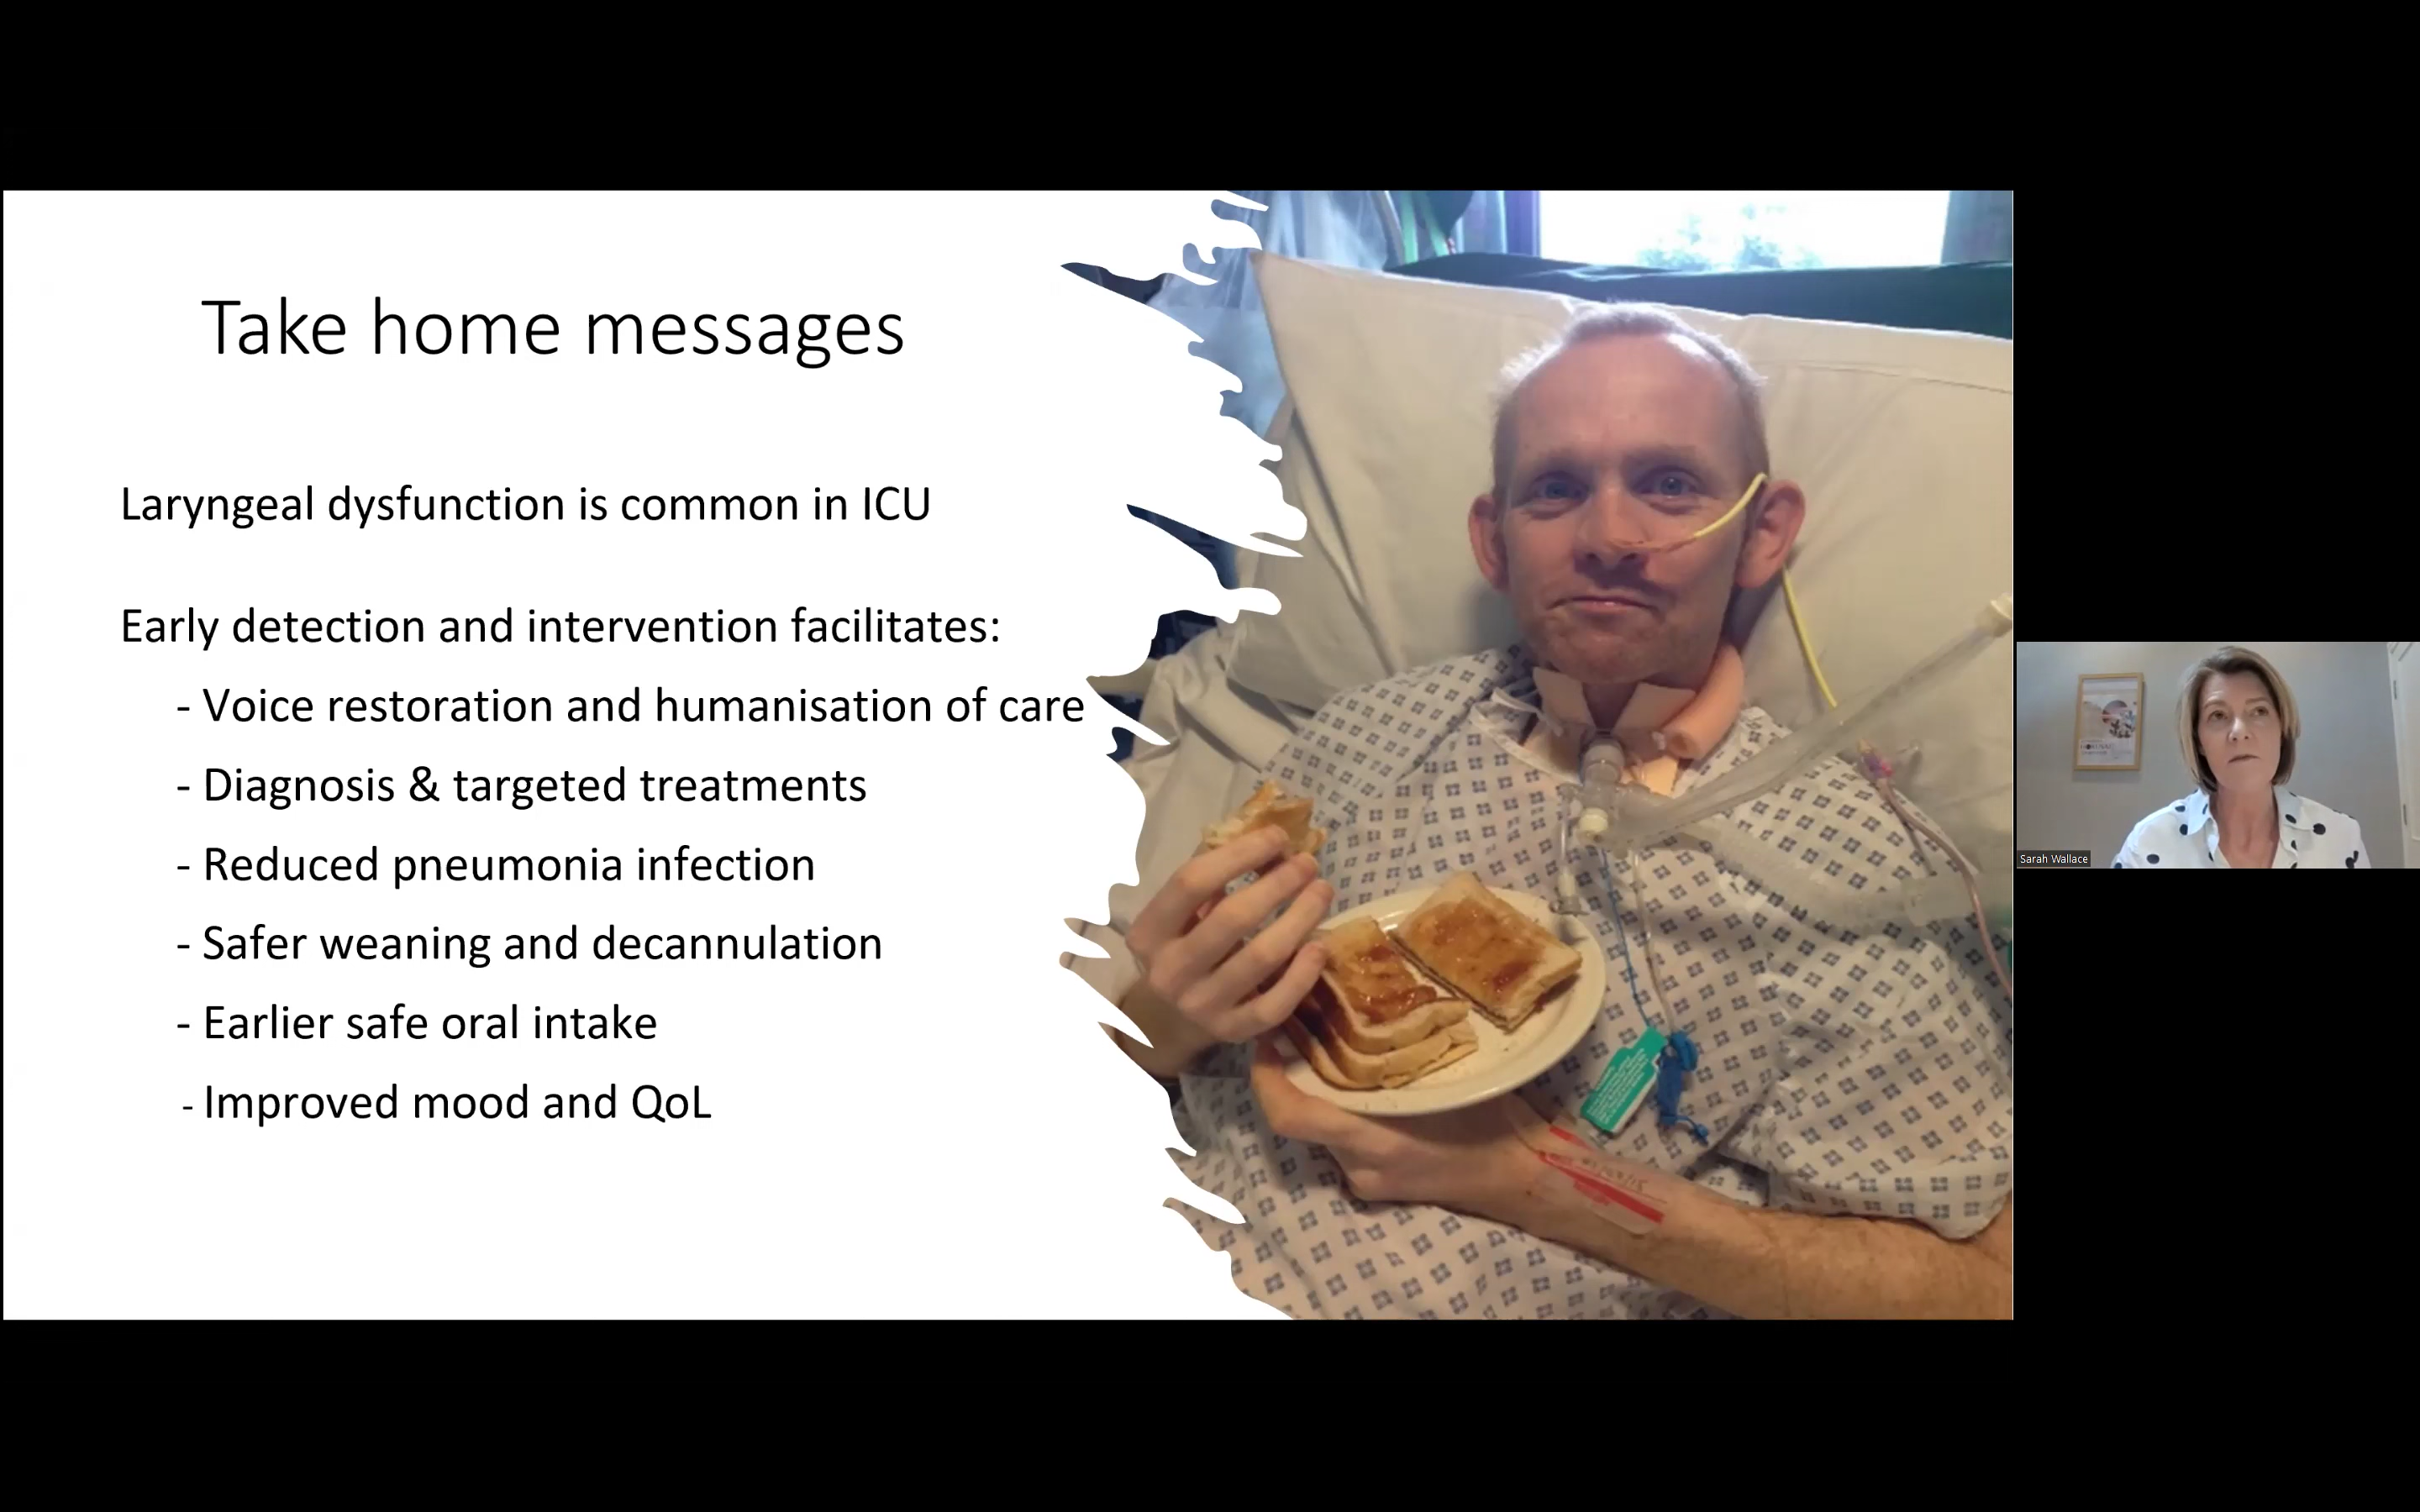 Take home messages
Laryngeal dysfunction is common in ICU
Early detection and intervention facilitates:
- Voice restoration and humanisation of care
- Diagnosis & targeted treatments
- Reduced pneumonia infection
- Safer weaning and decannulation
- Earlier safe oral intake
- Improved mood and QoL
Sarah Wallace